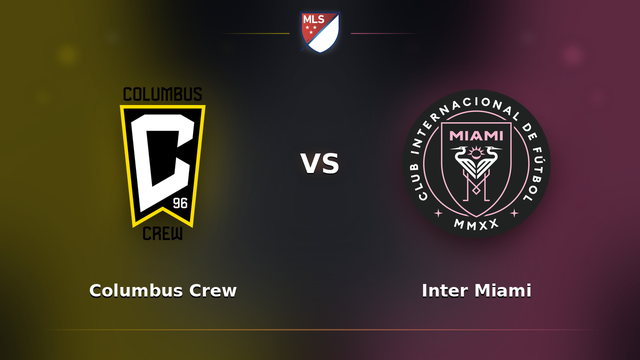 MLS
COLUMBUS
C
96
CREW
VS
CLUB INTERNACIONAL DE FÚTBOL
MIAMI
MMXX
Columbus Crew
Inter Miami